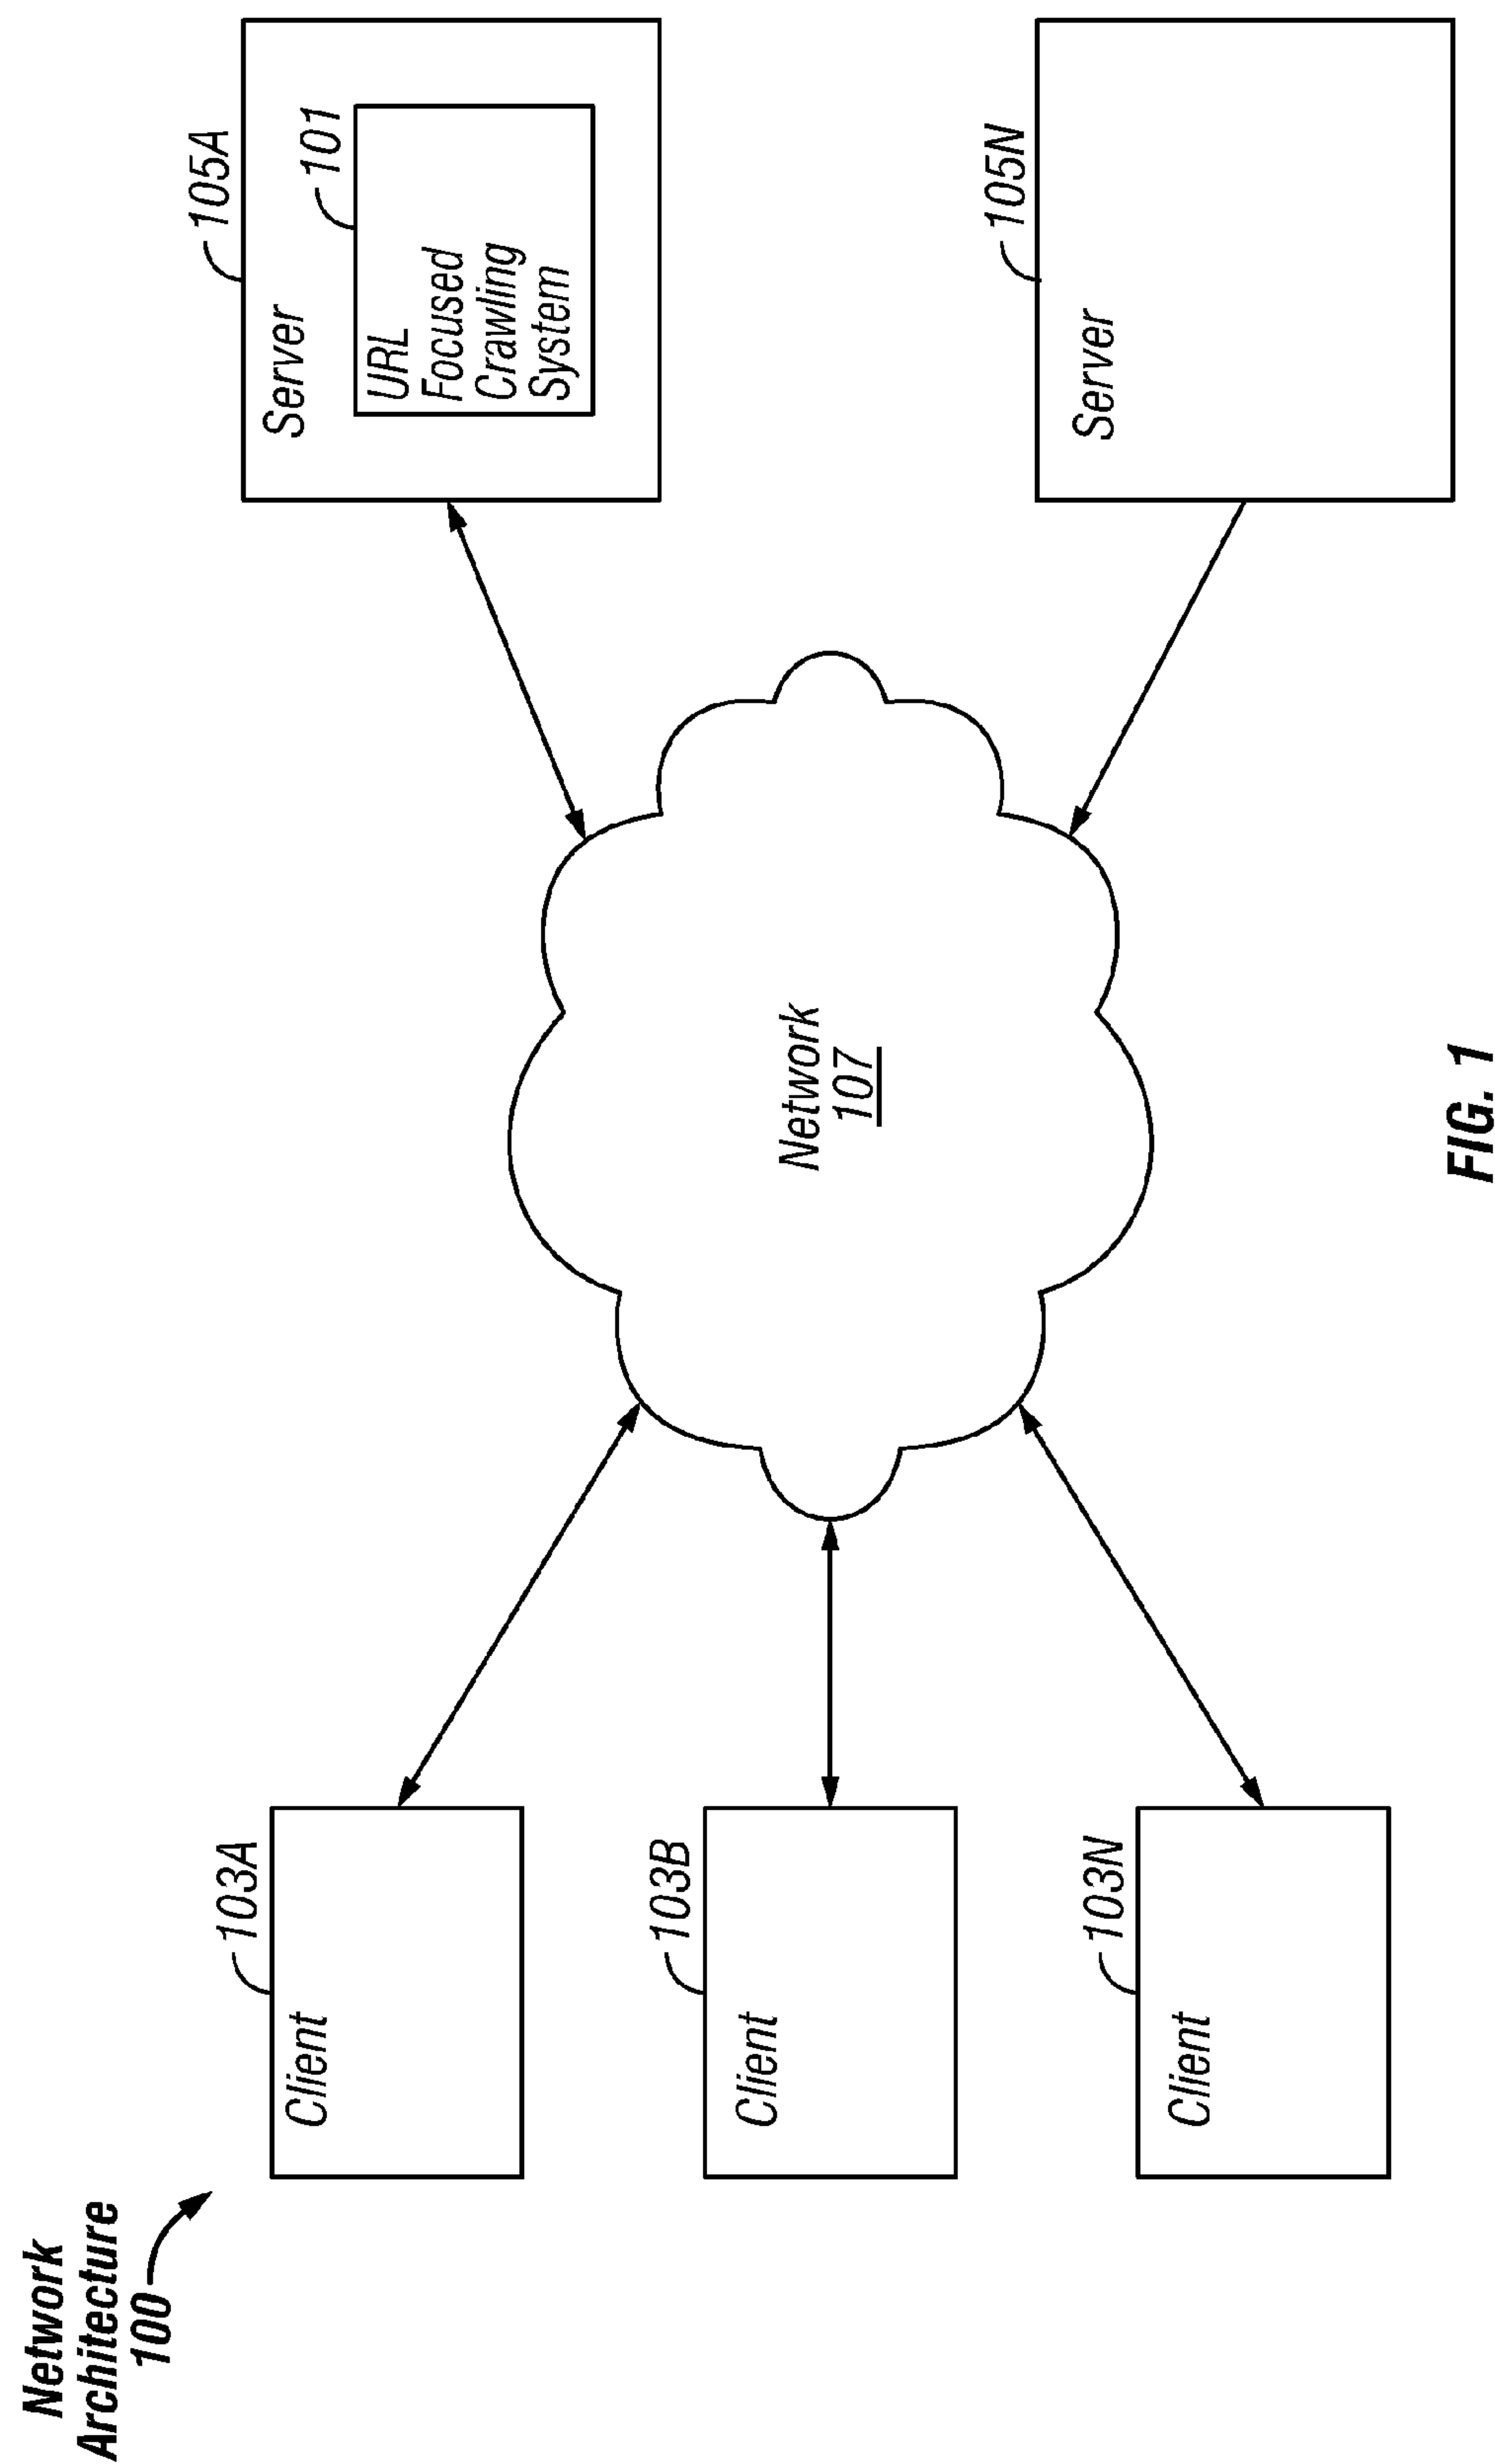 Network
Architecture
100
103A
Client
103B
Client
103N
Client
Network
107
105A
Server
101
URL
Focused
Crawling
System
105N
Server
FIG. 1